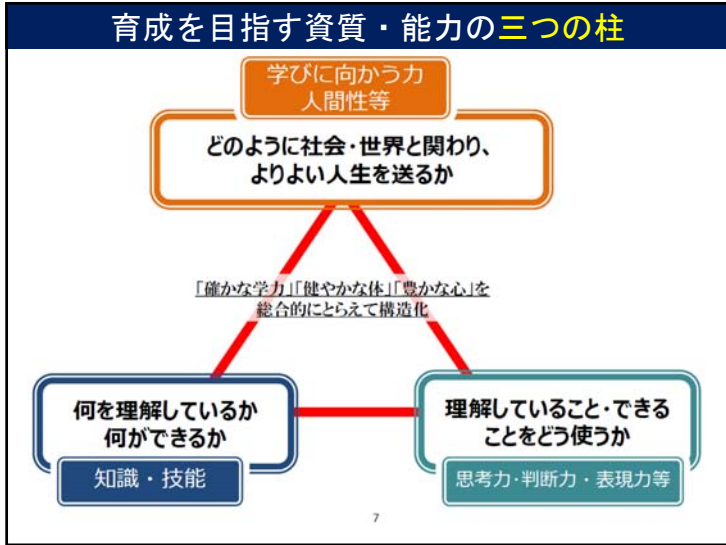 育成を目指す資質・能力の三つの柱
学びに向かう力
人間性等
どのように社会・世界と関わり、
よりよい人生を送るか
「確かな学力」「健やかな体」「豊かな心」を
総合的にとらえて構造化
何を理解しているか
何ができるか
知識・技能
理解していること・できる
ことをどう使うか
思考力・判断力・表現力等
7